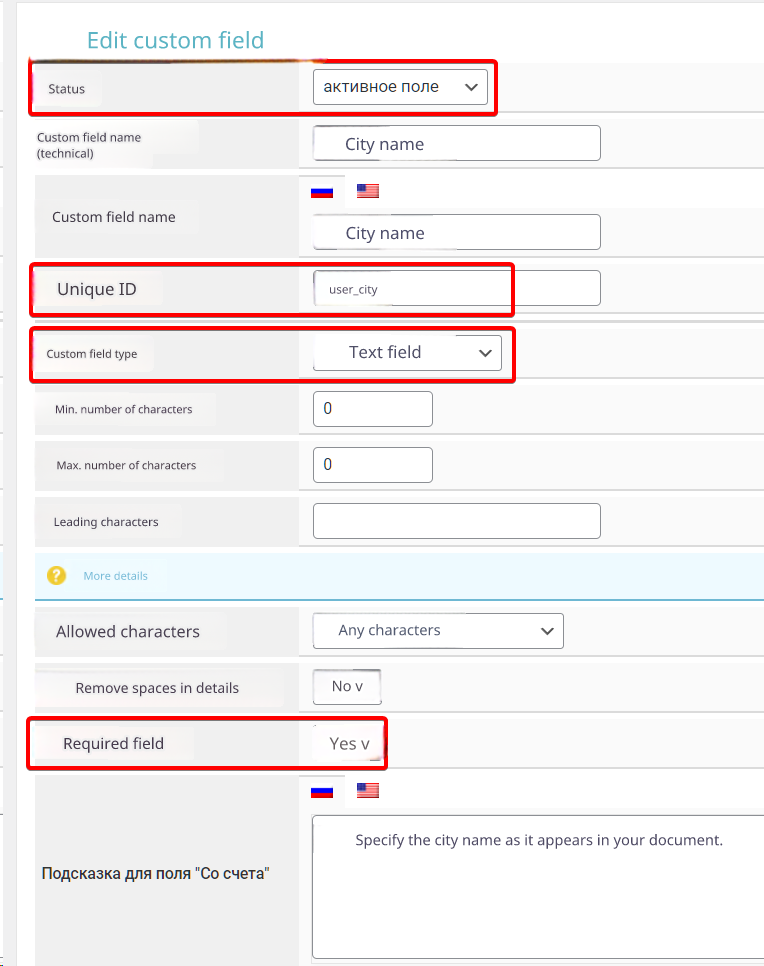 Edit custom field
Status
активное поле
Custom field name
(technical)
City name
Custom field name
City name
Unique ID
user_city
Custom field type
Text field
Min. number of characters
0
Max. number of characters
0
Leading characters
?
More details
Allowed characters
Any characters
Remove spaces in details
No v
Required field
Yes v
Подсказка для поля "Со счета"
Specify the city name as it appears in your document.